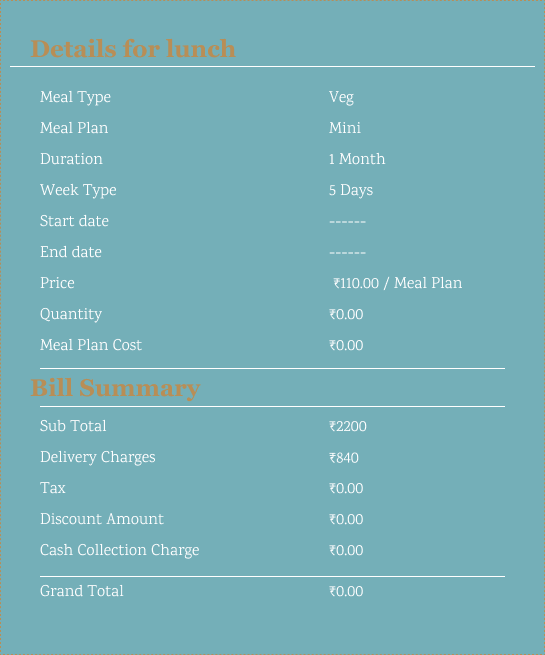 Details for lunch
Meal Type Veg
Meal Plan Mini
Duration 1 Month
Week Type 5 Days
Start date ------
End date ------
Price ₹110.00 / Meal Plan
Quantity ₹0.00
Meal Plan Cost ₹0.00
Bill Summary
Sub Total ₹2200
Delivery Charges ₹840
Tax ₹0.00
Discount Amount ₹0.00
Cash Collection Charge ₹0.00
Grand Total ₹0.00